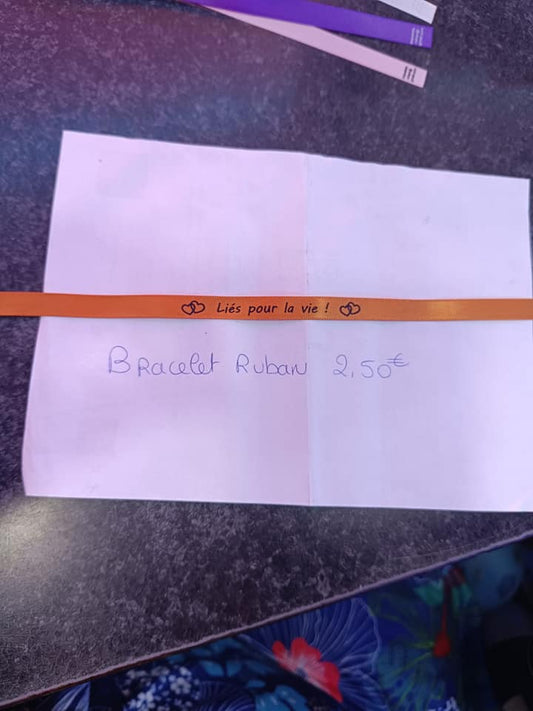 Liés pour la vie !
Bracelet Ruban 2,50€